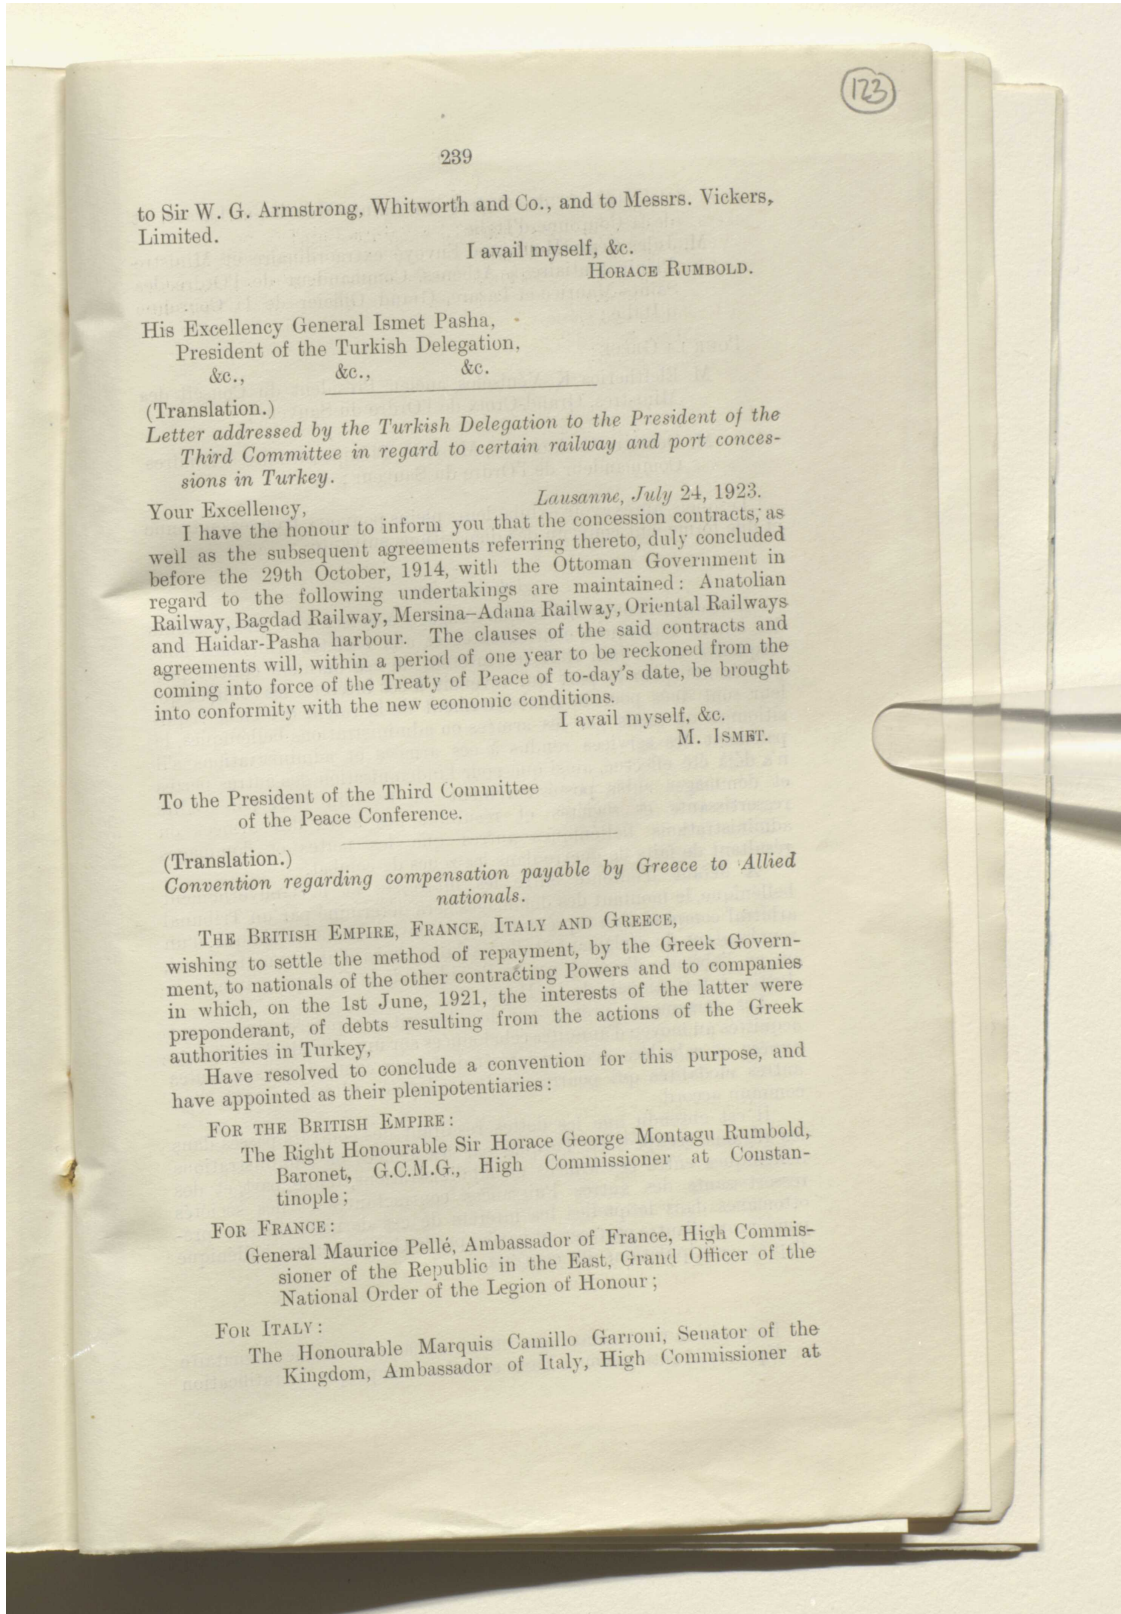 123
239
to Sir W. G. Armstrong, Whitworth and Co., and to Messrs. Vickers,
Limited.
I avail myself, &c.
HORACE RUMBOLD.
His Excellency General Ismet Pasha,
President of the Turkish Delegation,
&c., &c., &c.
(Translation.)
Letter addressed by the Turkish Delegation to the President of the
Third Committee in regard to certain railway and port conces-
sions in Turkey.
Lausanne, July 24, 1923.
Your Excellency,
I have the honour to inform you that the concession contracts, as
well as the subsequent agreements referring thereto, duly concluded
before the 29th October, 1914, with the Ottoman Government in
regard to the following undertakings are maintained: Anatolian
Railway, Bagdad Railway, Mersina-Adana Railway, Oriental Railways
and Haidar-Pasha harbour. The clauses of the said contracts and
agreements will, within a period of one year to be reckoned from the
coming into force of the Treaty of Peace of to-day's date, be brought
into conformity with the new economic conditions.
I avail myself, &c.
M. ISMET.
To the President of the Third Committee
of the Peace Conference.
(Translation.)
Convention regarding compensation payable by Greece to Allied
nationals.
THE BRITISH EMPIRE, FRANCE, ITALY AND GREECE,
wishing to settle the method of repayment, by the Greek Govern-
ment, to nationals of the other contracting Powers and to companies
in which, on the 1st June, 1921, the interests of the latter were
preponderant, of debts resulting from the actions of the Greek
authorities in Turkey,
Have resolved to conclude a convention for this purpose, and
have appointed as their plenipotentiaries:
FOR THE BRITISH EMPIRE:
The Right Honourable Sir Horace George Montagu Rumbold,
Baronet, G.C.M.G., High Commissioner at Constan-
tinople;
FOR FRANCE:
General Maurice Pellé, Ambassador of France, High Commis-
sioner of the Republic in the East, Grand Officer of the
National Order of the Legion of Honour;
FOR ITALY:
The Honourable Marquis Camillo Garroni, Senator of the
Kingdom, Ambassador of Italy, High Commissioner at